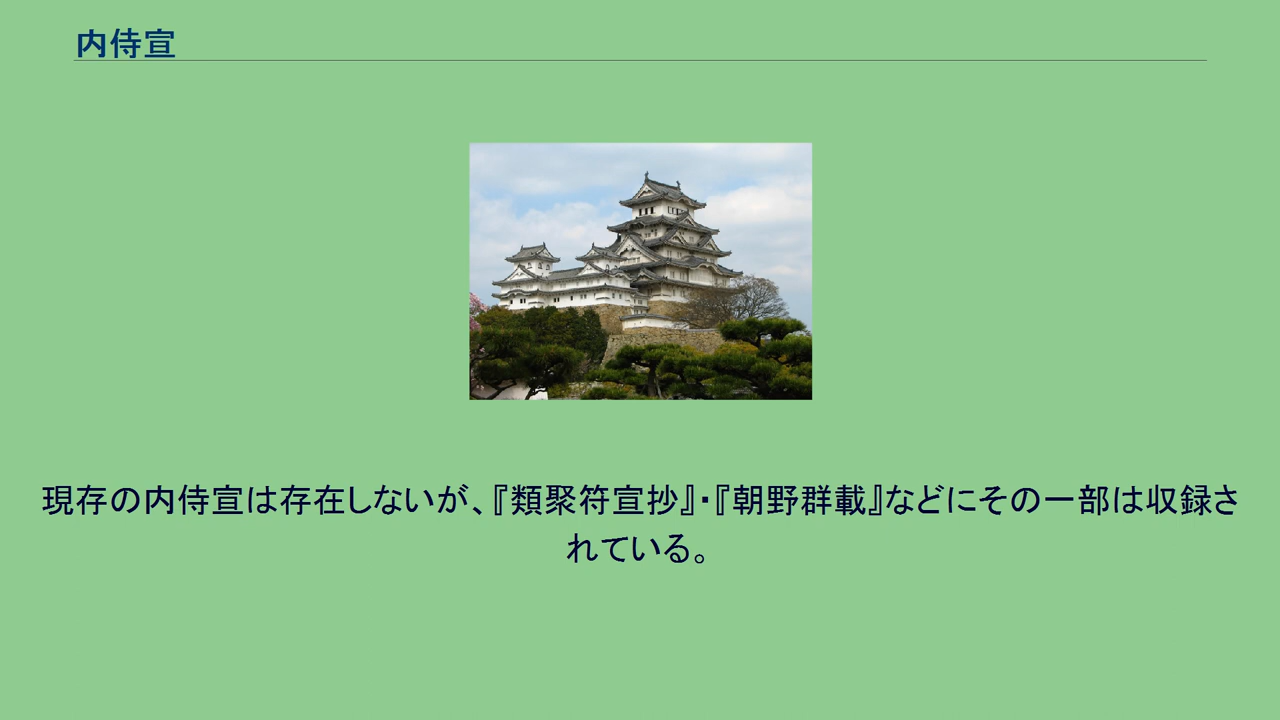 内侍宣
現存の内侍宣は存在しないが、『類聚符宣抄』・『朝野群載』などにその一部は収録さ
れている。